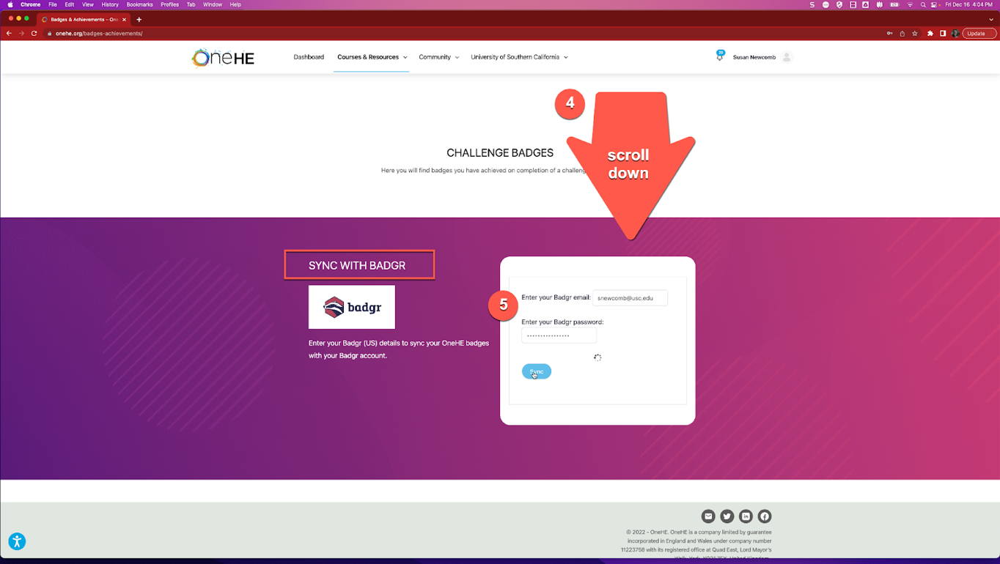 Chrome File Edit View History Bookmarks Profiles Tab Window Help Fri Dec 16 4:04 PM
Badges & Achievements – One
onehe.org/badges-achievements/ Update
OneHE Dashboard Courses & Resources Community University of Southern California Susan Newcomb
4
scroll
down
CHALLENGE BADGES
Here you will find badges you have achieved on completion of a challeng
SYNC WITH BADGR
badgr
Enter your Badgr (US) details to sync your OneHE badges
with your Badgr account.
5
Enter your Badgr email: snewcomb@usc.edu
Enter your Badgr password:
Sync
© 2022 - OneHE. OneHE is a company limited by guarantee
incorporated in England and Wales under company number
11223758 with its registered office at Quad East, Lord Mayor's